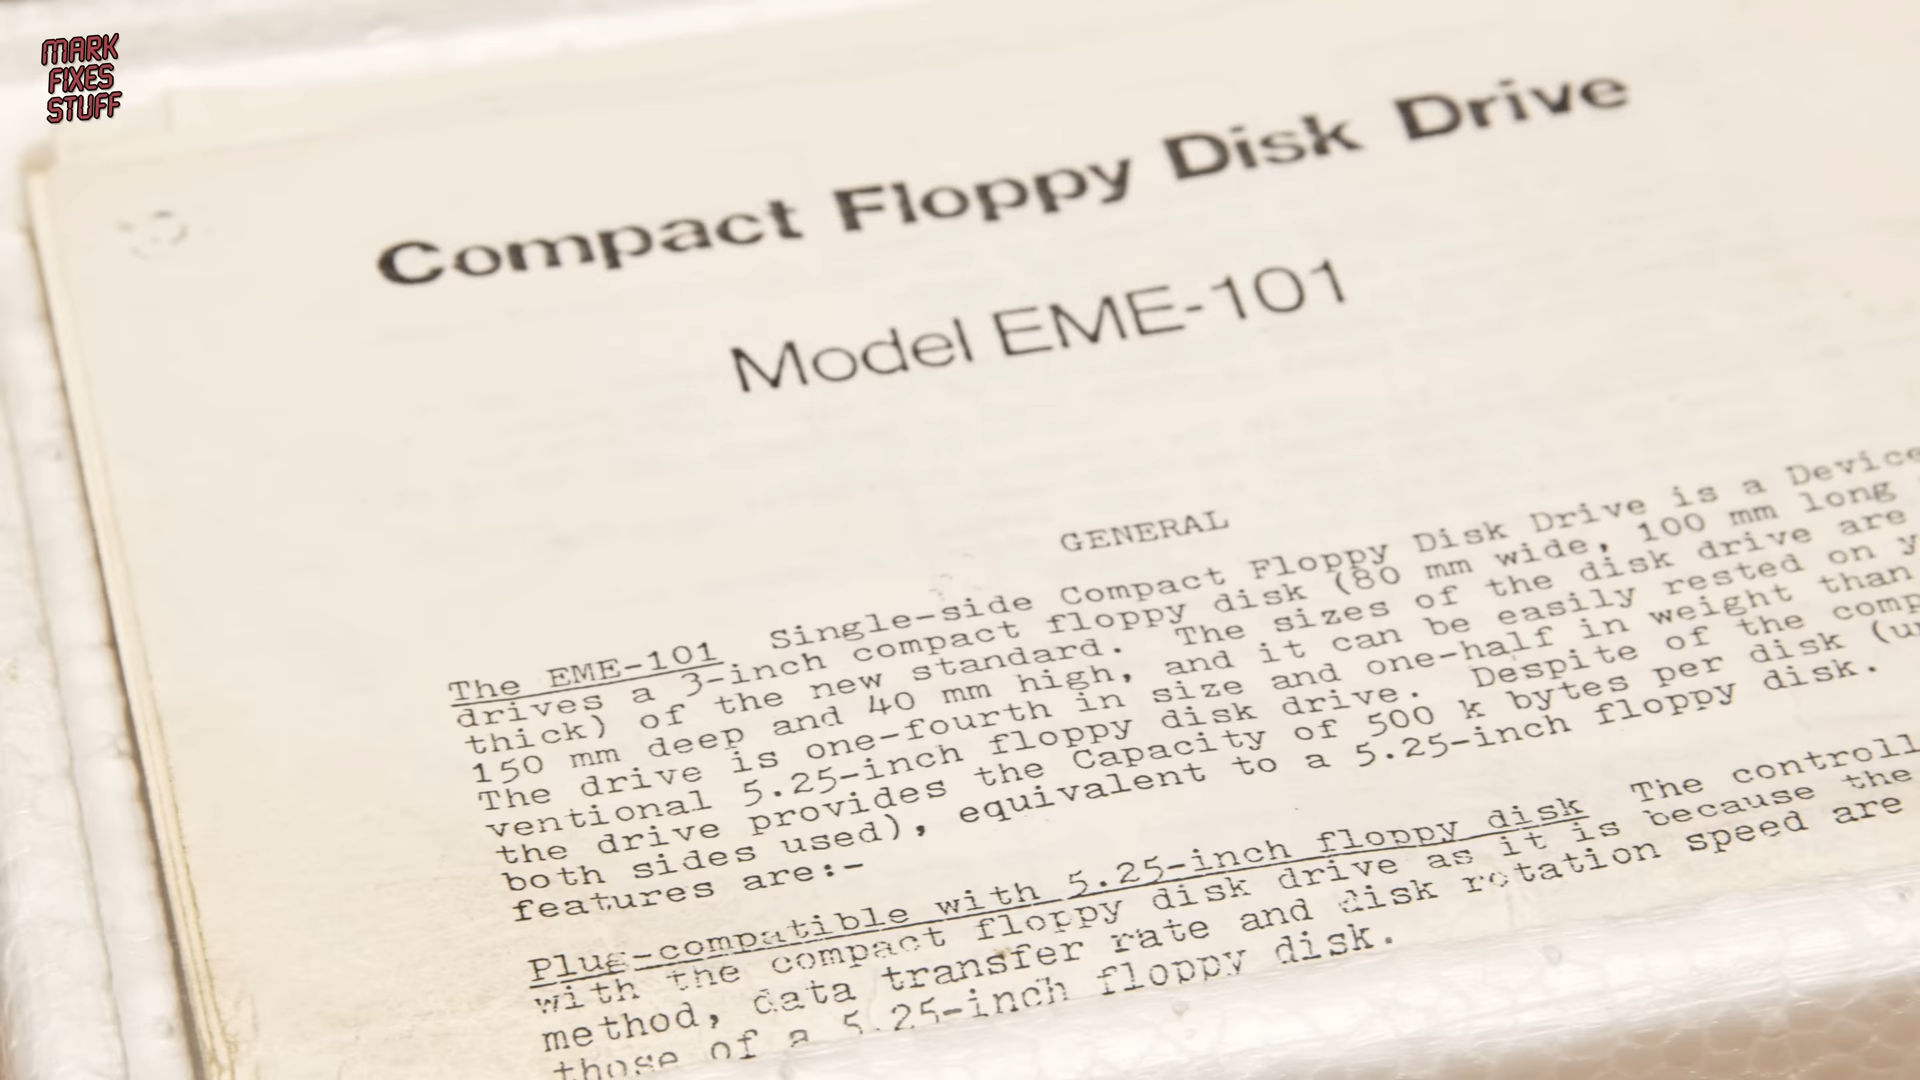 MARK
FIXES
STUFF
Compact Floppy Disk Drive
Model EME-101
GENERAL
The EME-101 Single-side Compact Floppy Disk Drive is a Device
drives a 3-inch compact floppy disk (80 mm wide, 100 mm long
thick) of the new standard. The sizes of the disk drive are
150 mm deep and 40 mm high, and it can be easily rested on y
The drive is one-fourth in size and one-half in weight than
ventional 5.25-inch floppy disk drive. Despite of the comp
the drive provides the Capacity of 500 k bytes per disk (un
both sides used), equivalent to a 5.25-inch floppy disk.
features are:-
Plug-compatible with 5.25-inch floppy disk The controll
with the compact floppy disk drive as it is because the
method, data transfer rate and disk rotation speed are
those of a 5.25-inch floppy disk.